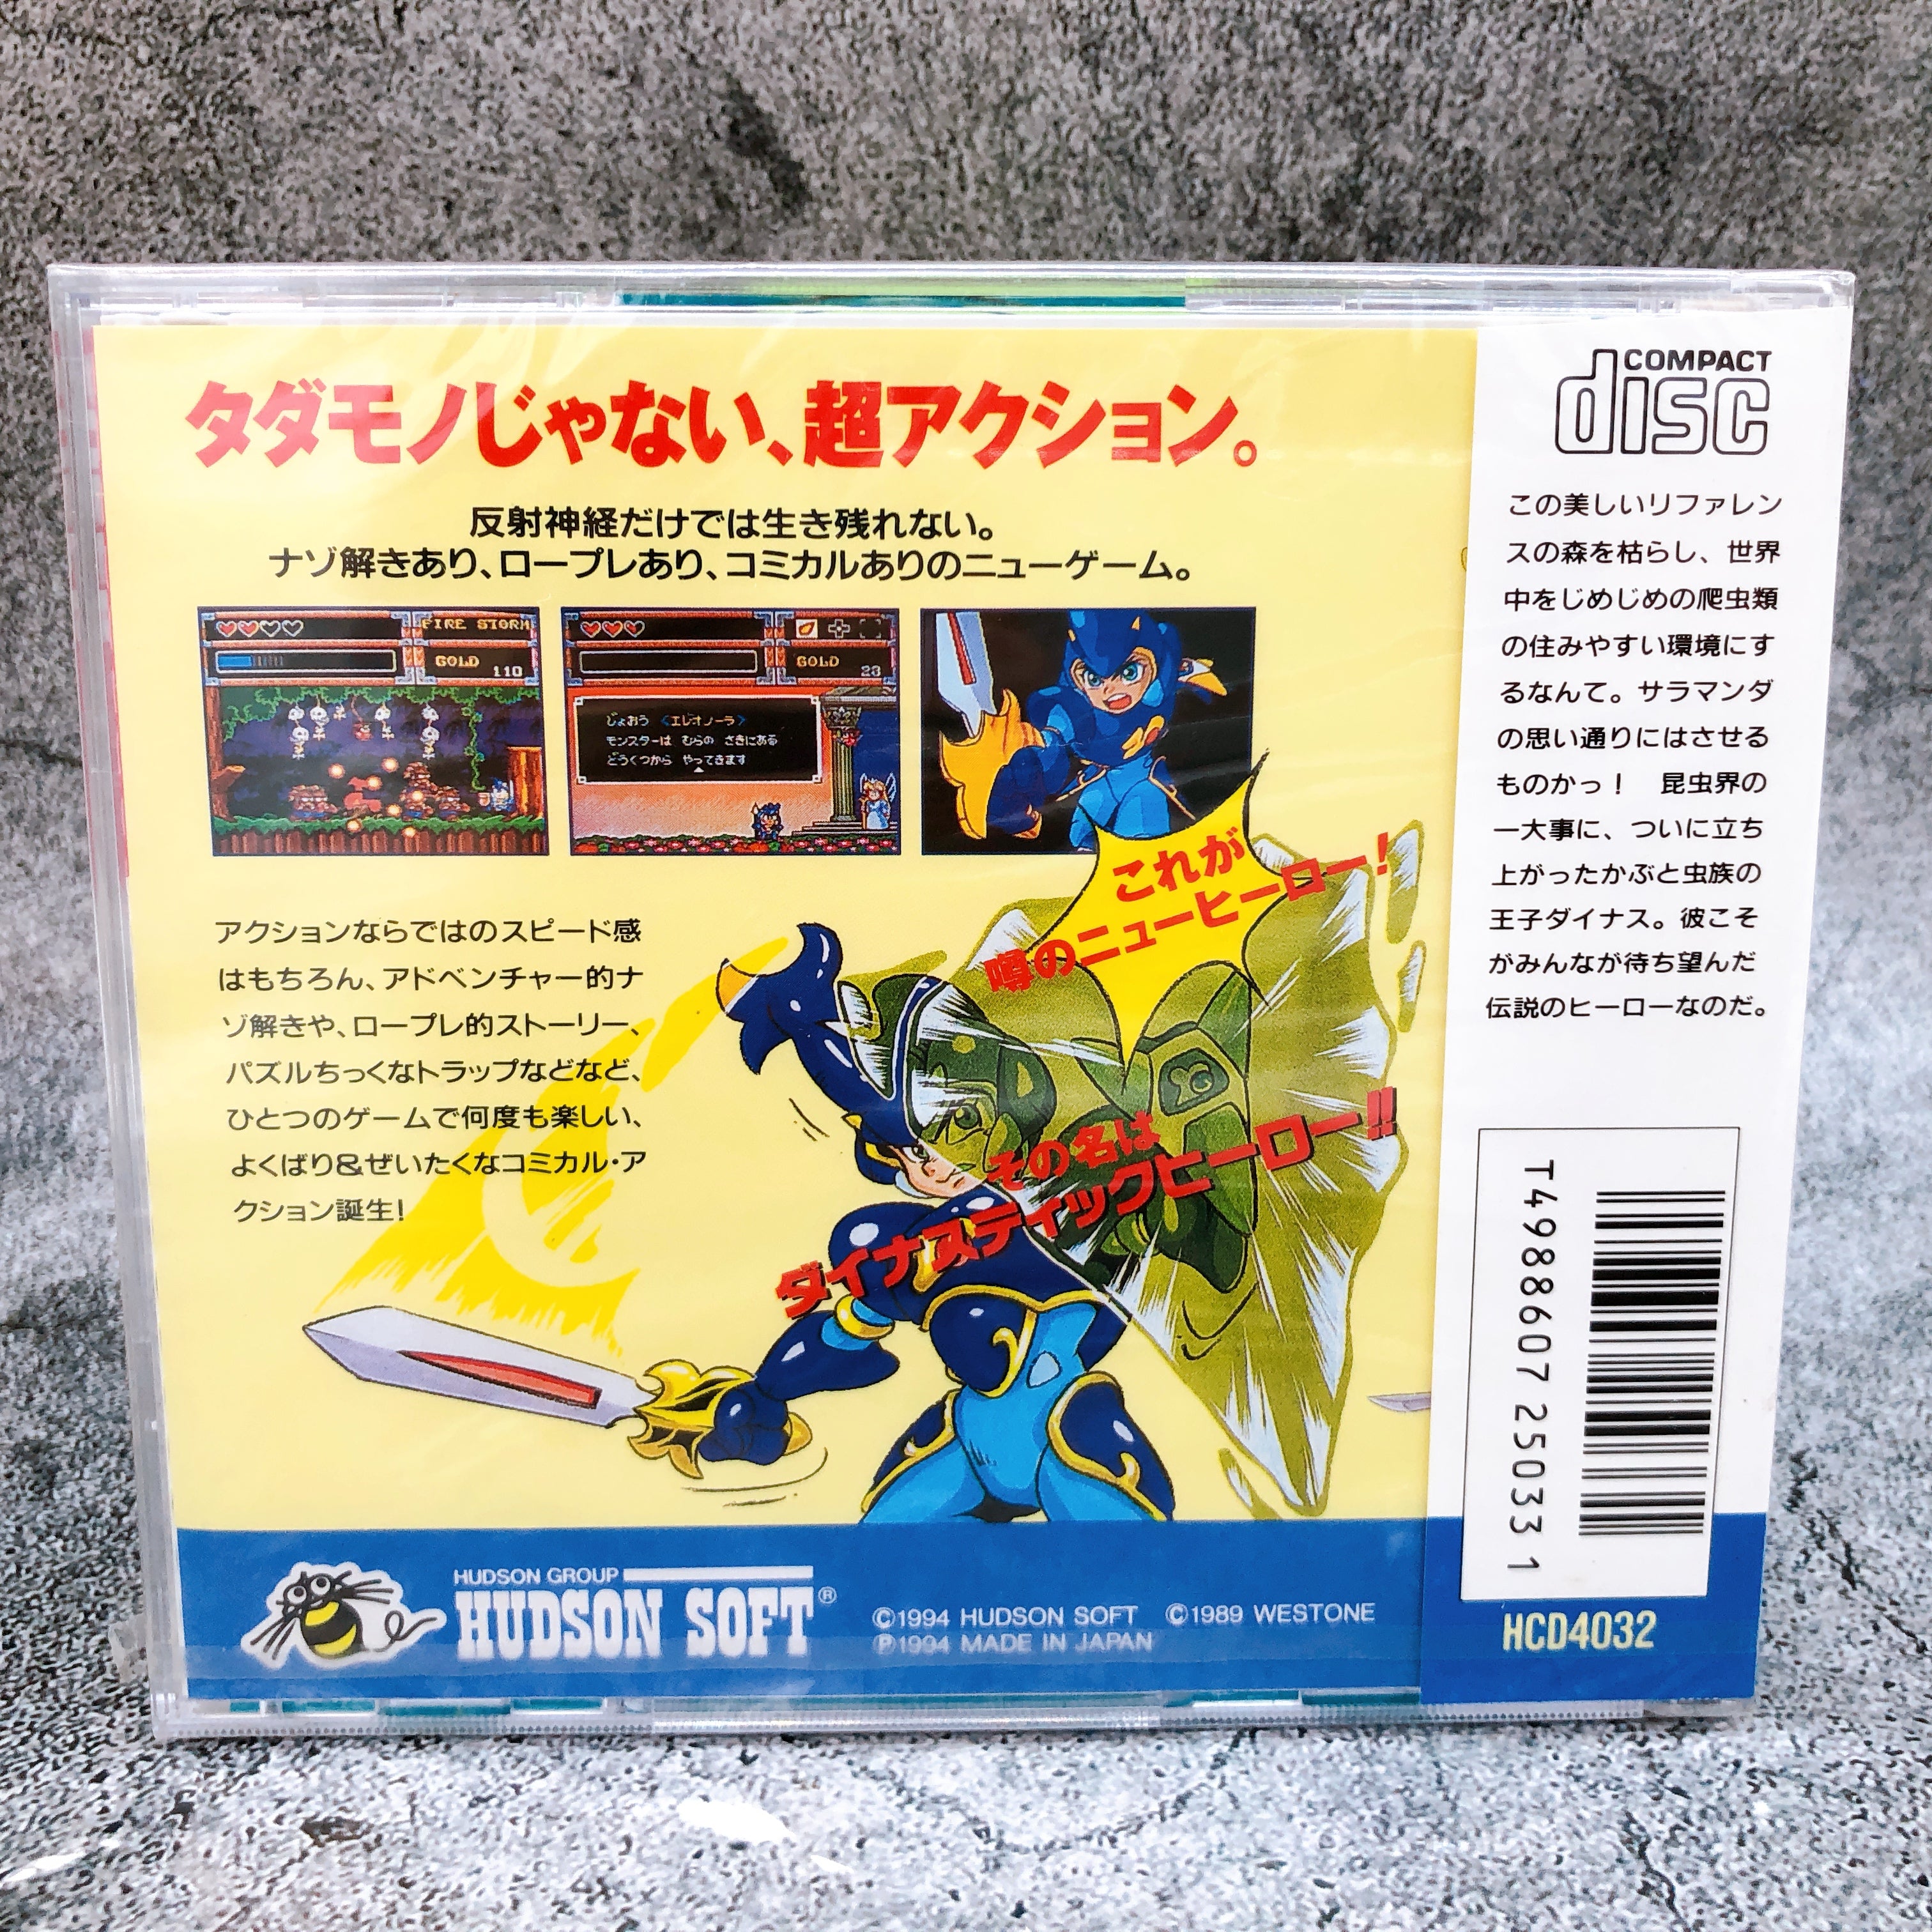 タダモノじゃない、超アクション。
反射神経だけでは生き残れない。
ナゾ解きあり、ロープレあり、コミカルありのニューゲーム。
FIRE STORM
GOLD
110
GOLD
23
じょおう <エレオノーラ>
モンスターは むらの さきにある
どうくつから やってきます
これが
噂のニューヒーロー!
アクションならではのスピード感
はもちろん、アドベンチャー的ナ
ゾ解きや、ロープレ的ストーリー、
パズルちっくなトラップなどなど、
ひとつのゲームで何度も楽しい、
よくばり&ぜいたくなコミカル・ア
クション誕生!
その名は
ダイナスティックヒーロー!!
HUDSON GROUP
HUDSON SOFT®
©1994 HUDSON SOFT ©1989 WESTONE
℗1994 MADE IN JAPAN
COMPACT
disc
この美しいリファレン
スの森を枯らし、世界
中をじめじめの爬虫類
の住みやすい環境にす
るなんて。サラマンダ
の思い通りにはさせる
ものかっ! 昆虫界の
一大事に、ついに立ち
上がったかぶと虫族の
王子ダイナス。彼こそ
がみんなが待ち望んだ
伝説のヒーローなのだ。
T4988607 25033 1
HCD4032